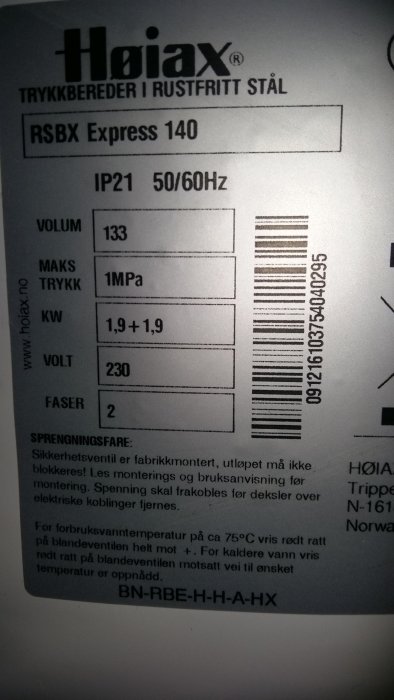 Høiax®
TRYKKBEREDER I RUSTFRITT STÅL
RSBX Express 140
IP21 50/60Hz
VOLUM 133
MAKS TRYKK 1MPa
KW 1,9+1,9
VOLT 230
FASER 2
091216103754040295
www.hoiax.no
SPRENGNINGSFARE:
Sikkerhetsventil er fabrikkmontert, utløpet må ikke
blokkeres! Les monterings og bruksanvisning før
montering. Spenning skal frakobles før deksler over
elektriske koblinger fjernes.
For forbruksvanntemperatur på ca 75°C vris rødt ratt
på blandeventilen helt mot +. For kaldere vann vris
rødt ratt på blandeventilen motsatt vei til ønsket
temperatur er oppnådd.
BN-RBE-H-H-A-HX
HØIA
Trippe
N-161
Norwa